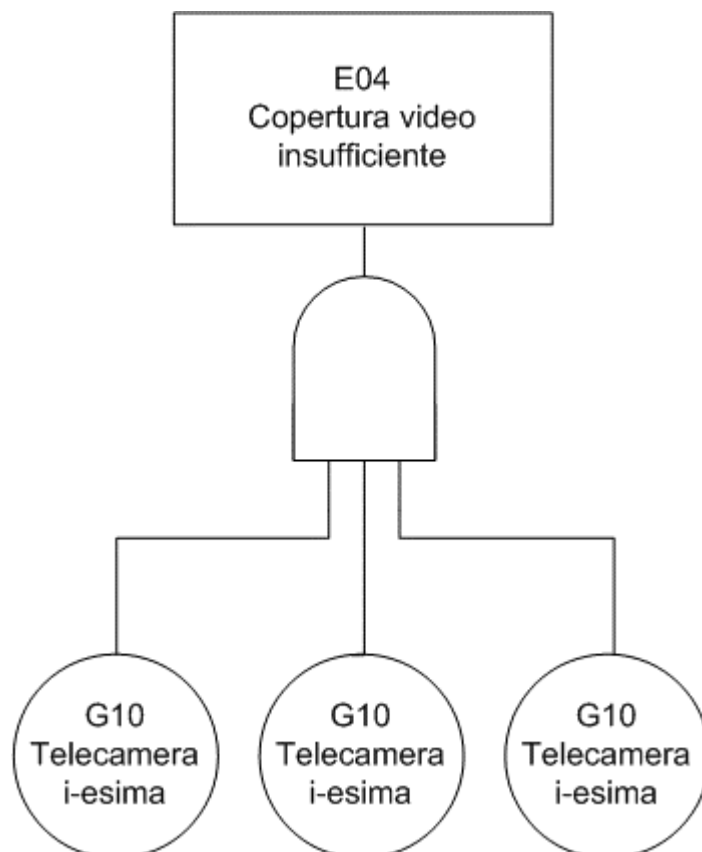 E04
Copertura video
insufficiente
G10
Telecamera
i-esima
G10
Telecamera
i-esima
G10
Telecamera
i-esima